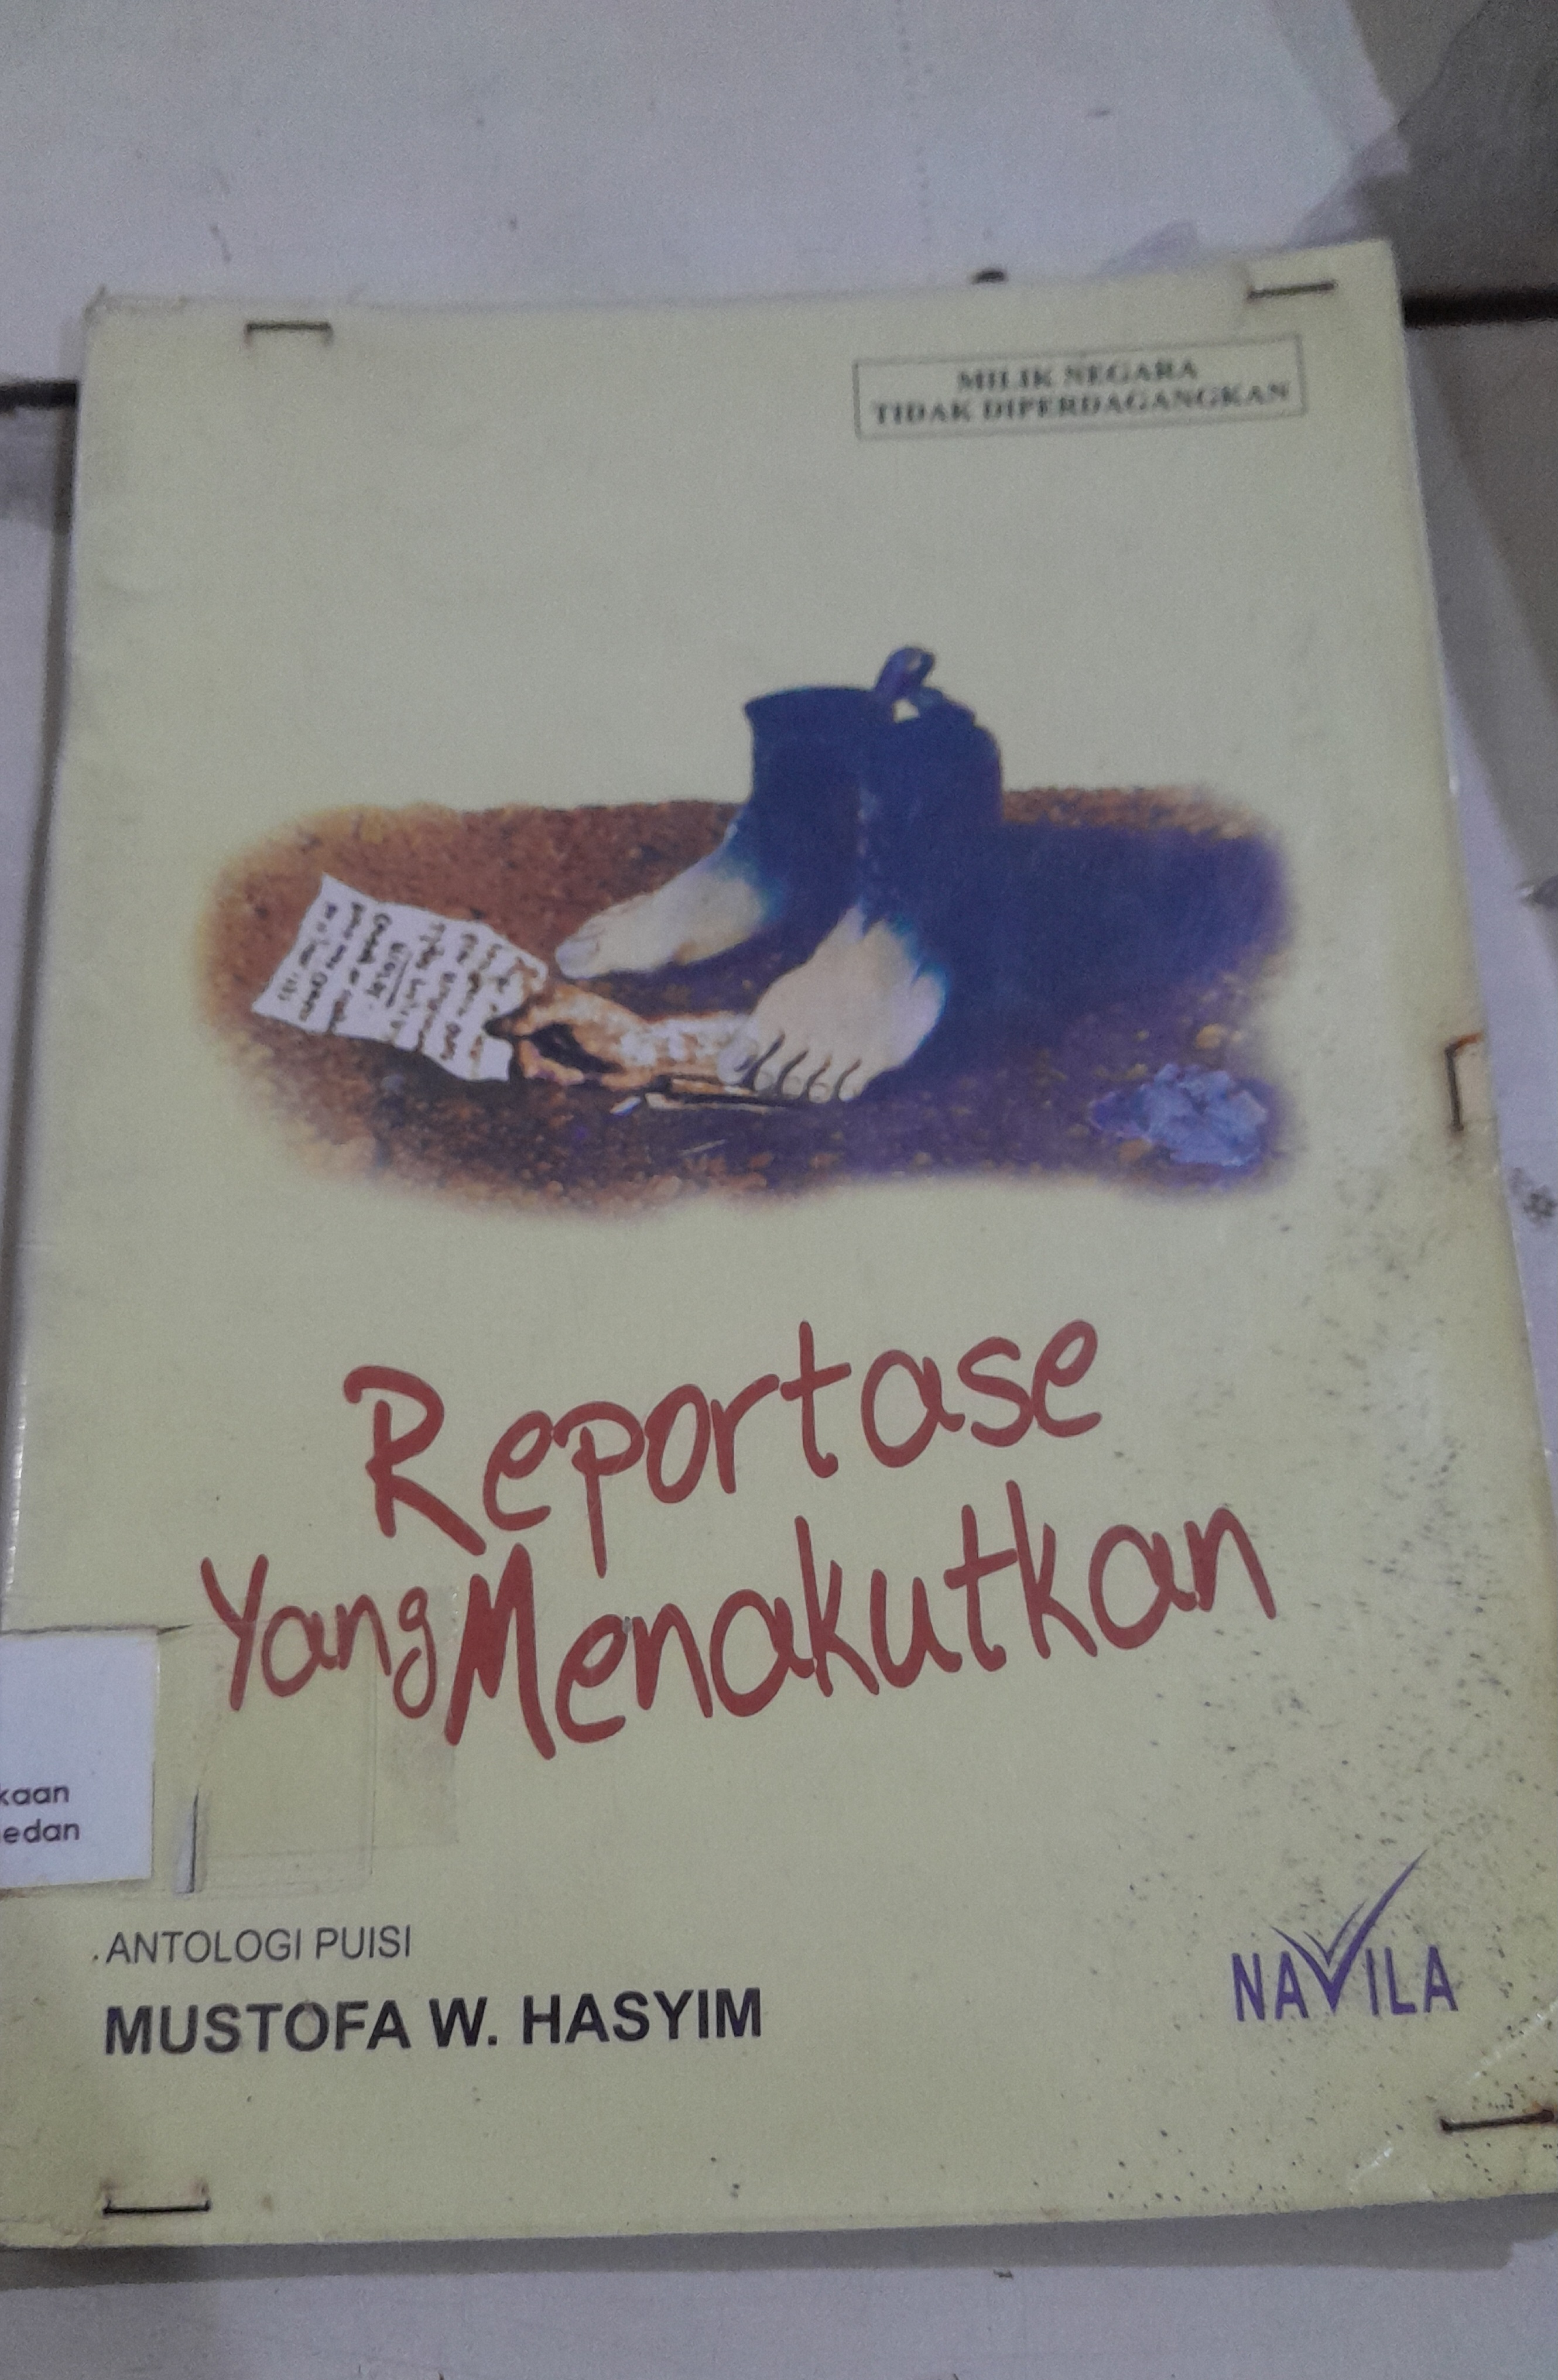 MILIK NEGARA
TIDAK DIPERDAGANGKAN
Reportase
Yang Menakutkan
kaan
edan
ANTOLOGI PUISI
MUSTOFA W. HASYIM
NAVILA